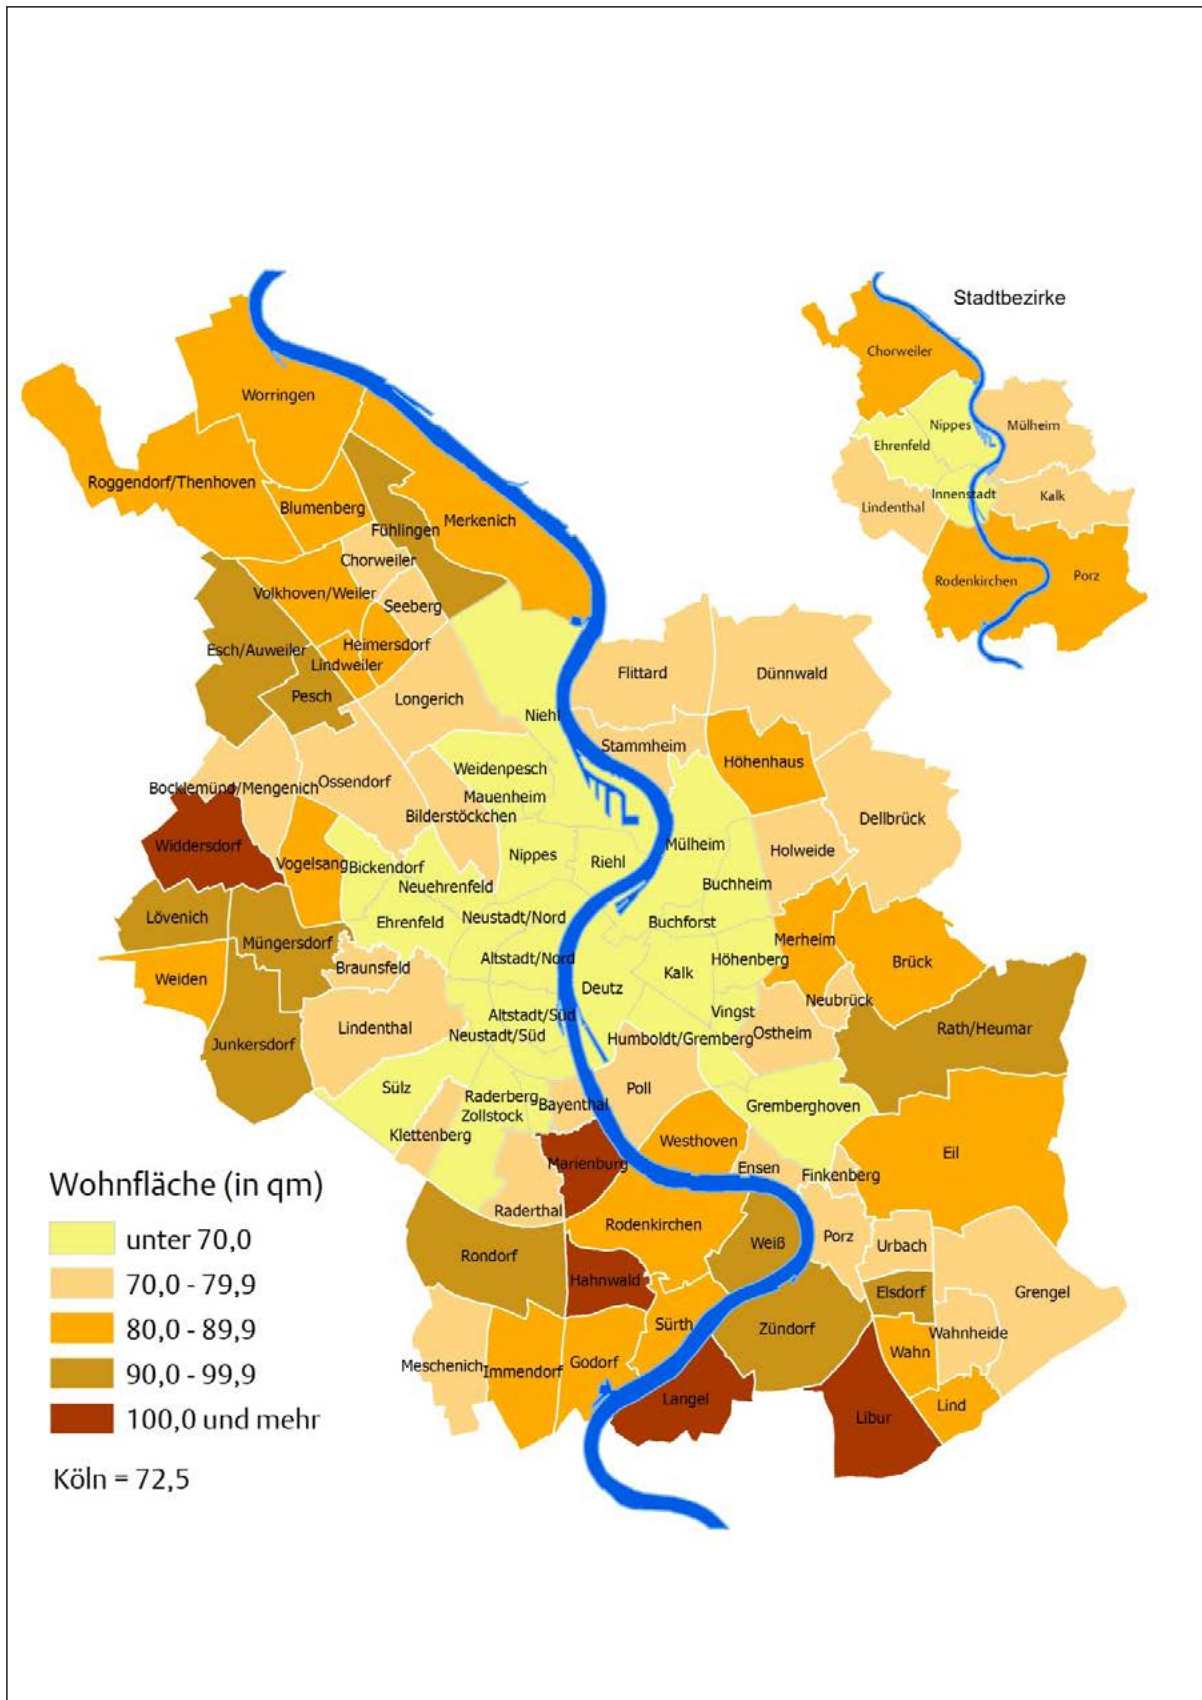 Stadtbezirke
Chorweiler
Nippes
Mülheim
Ehrenfeld
Innenstadt
Kalk
Lindenthal
Rodenkirchen
Porz
Worringen
Roggendorf/Thenhoven
Blumenberg
Merkenich
Fühlingen
Chorweiler
Volkhoven/Weiler
Seeberg
Heimersdorf
Esch/Auweiler
Lindweiler
Pesch
Longerich
Flittard
Dünnwald
Niehl
Stammheim
Höhenhaus
Weidenpesch
Ossendorf
Bocklemünd/Mengenich
Mauenheim
Bilderstöckchen
Dellbrück
Widdersdorf
Mülheim
Holweide
Nippes
Riehl
Vogelsang
Bickendorf
Buchheim
Neuehrenfeld
Lövenich
Ehrenfeld
Neustadt/Nord
Buchforst
Müngersdorf
Merheim
Altstadt/Nord
Höhenberg
Brück
Braunsfeld
Kalk
Weiden
Deutz
Neubrück
Vingst
Altstadt/Süd
Lindenthal
Rath/Heumar
Neustadt/Süd
Humboldt/Gremberg
Ostheim
Junkersdorf
Sülz
Poll
Raderberg
Bayenthal
Gremberghoven
Zollstock
Klettenberg
Westhoven
Eil
Marienburg
Ensen
Finkenberg
Raderthal
Rodenkirchen
Porz
Urbach
Weiß
Rondorf
Hahnwald
Elsdorf
Grengel
Sürth
Zündorf
Wahnheide
Wahn
Meschenich
Immendorf
Godorf
Langel
Lind
Libur
Wohnfläche (in qm)
unter 70,0
70,0 - 79,9
80,0 - 89,9
90,0 - 99,9
100,0 und mehr
Köln = 72,5